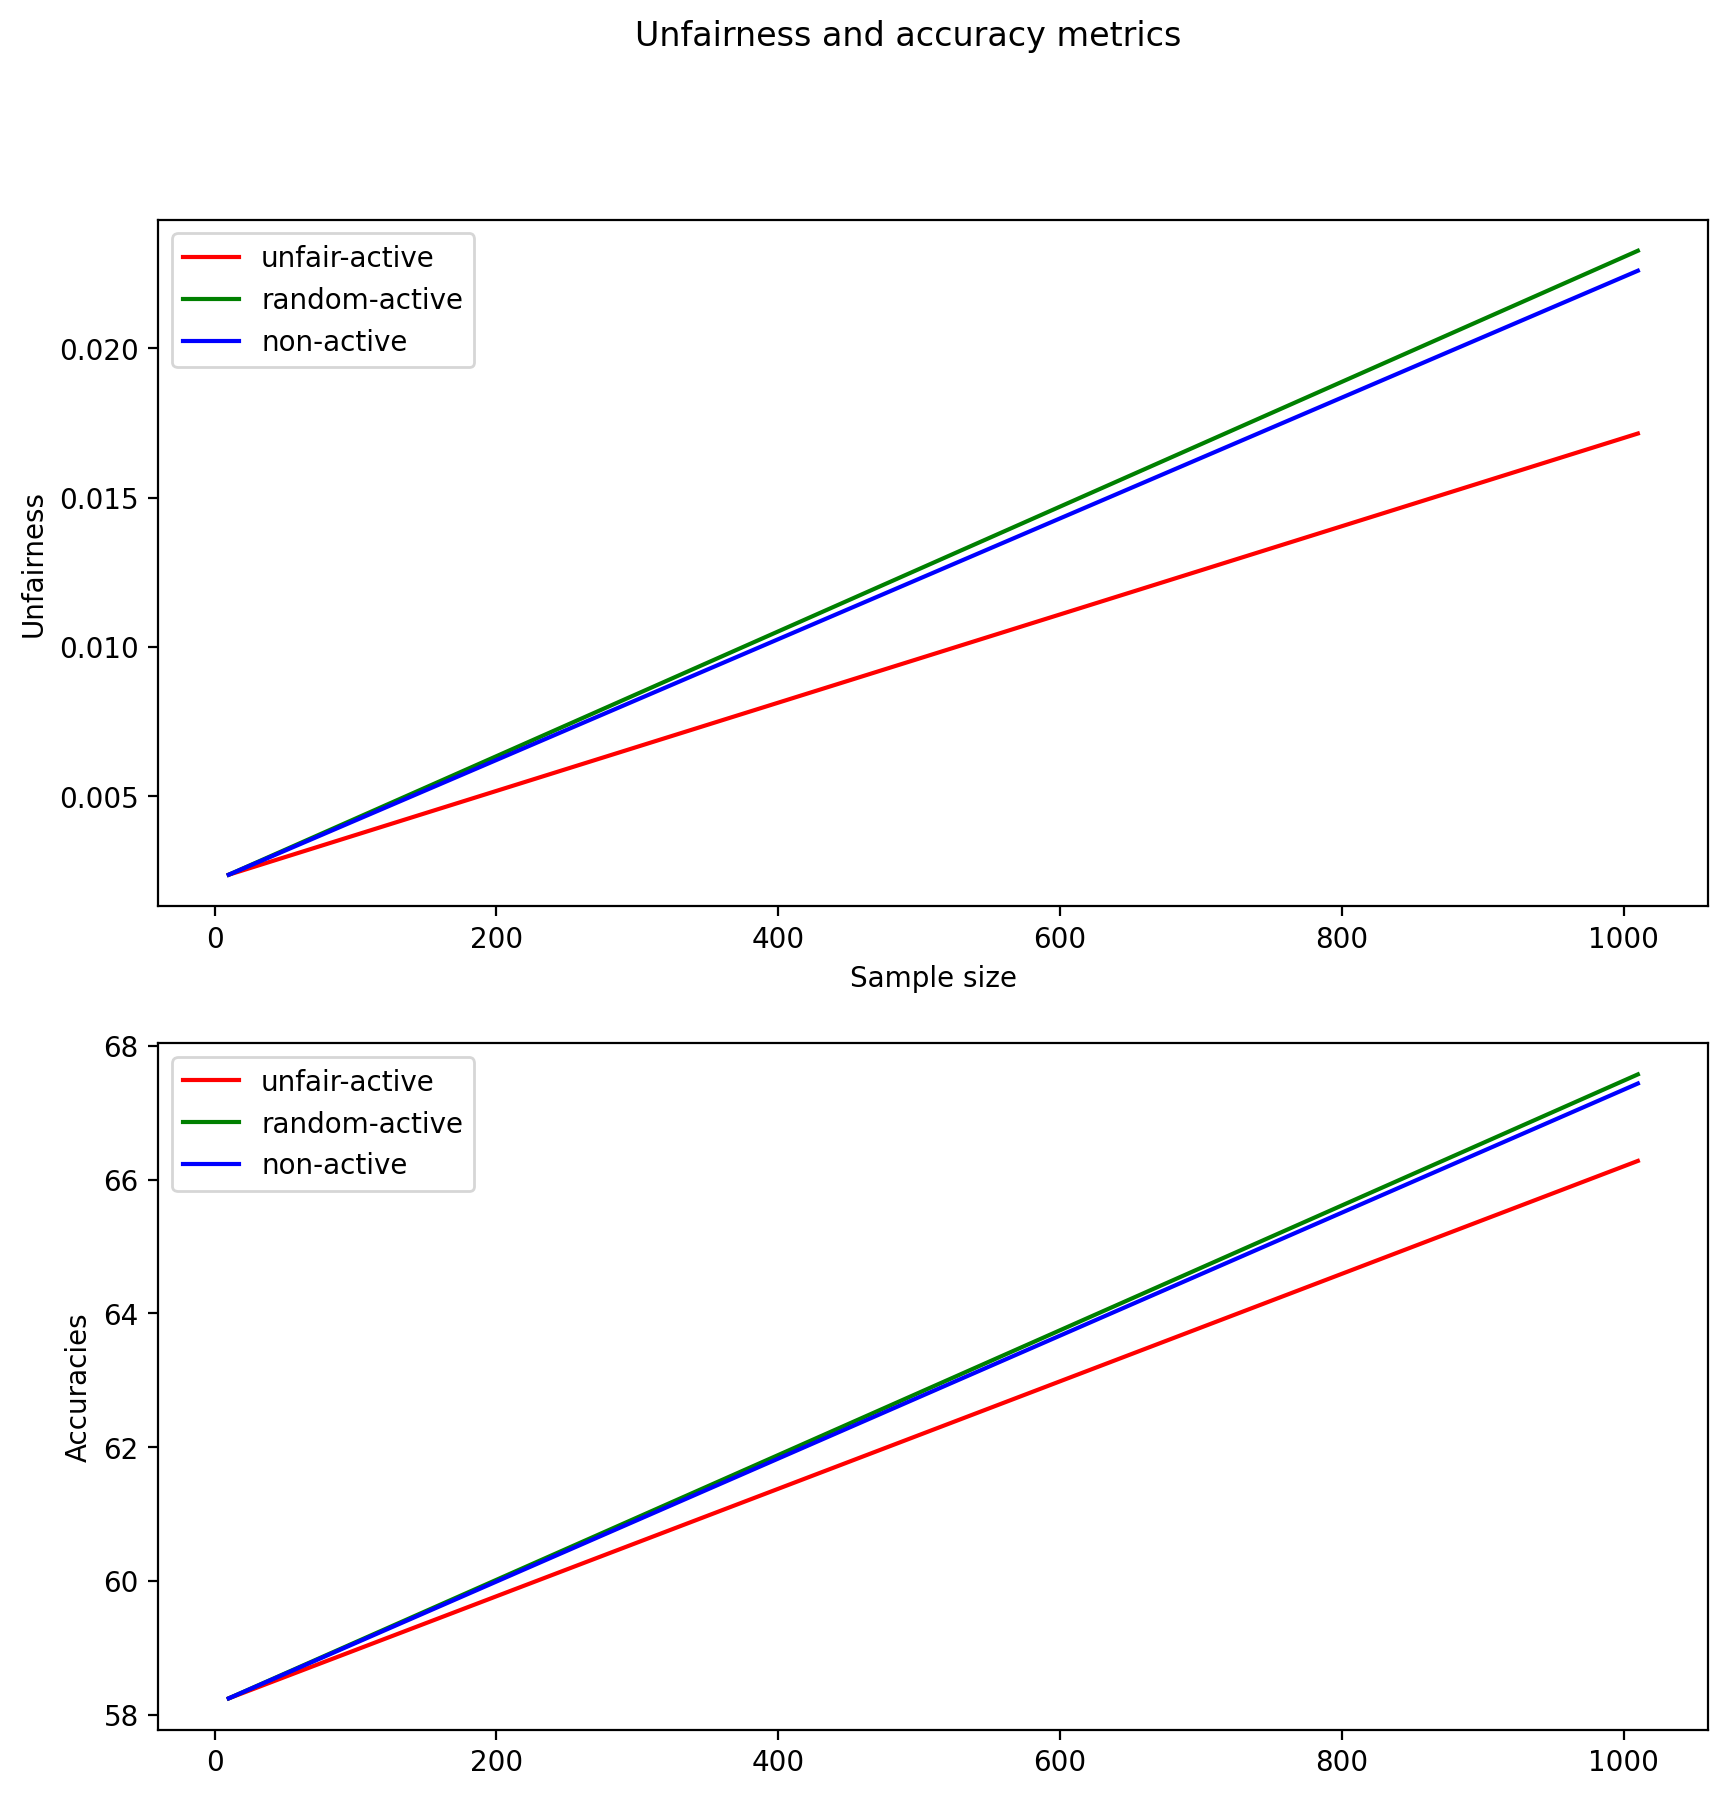 Unfairness and accuracy metrics
unfair-active
random-active
non-active
Unfairness
0.020
0.015
0.010
0.005
0 200 400 600 800 1000
Sample size
unfair-active
random-active
non-active
Accuracies
68
66
64
62
60
58
0 200 400 600 800 1000